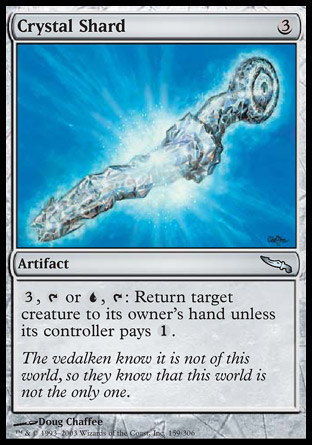 Crystal Shard 3
Artifact
3, : Return target
or , creature to its owner's hand unless
its controller pays 1.
The vedalken know it is not of this
world, so they know that this world is
not the only one.
Doug Chaffee
™ & © 1993–2003 Wizards of the Coast, Inc. 159/306